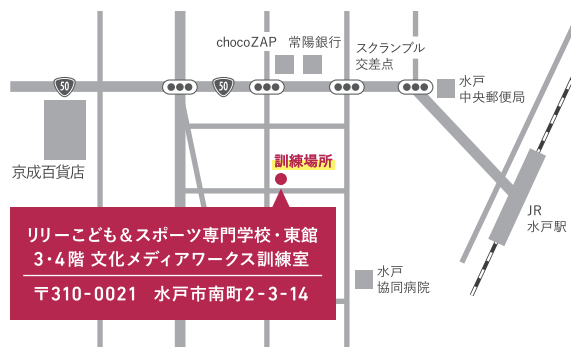 chocoZAP
常陽銀行
スクランブル
交差点
50
50
水戸
中央郵便局
京成百貨店
訓練場所
JR
水戸駅
リリーこども＆スポーツ専門学校・東館
3・4階 文化メディアワークス訓練室
〒310-0021 水戸市南町2-3-14
水戸
協同病院